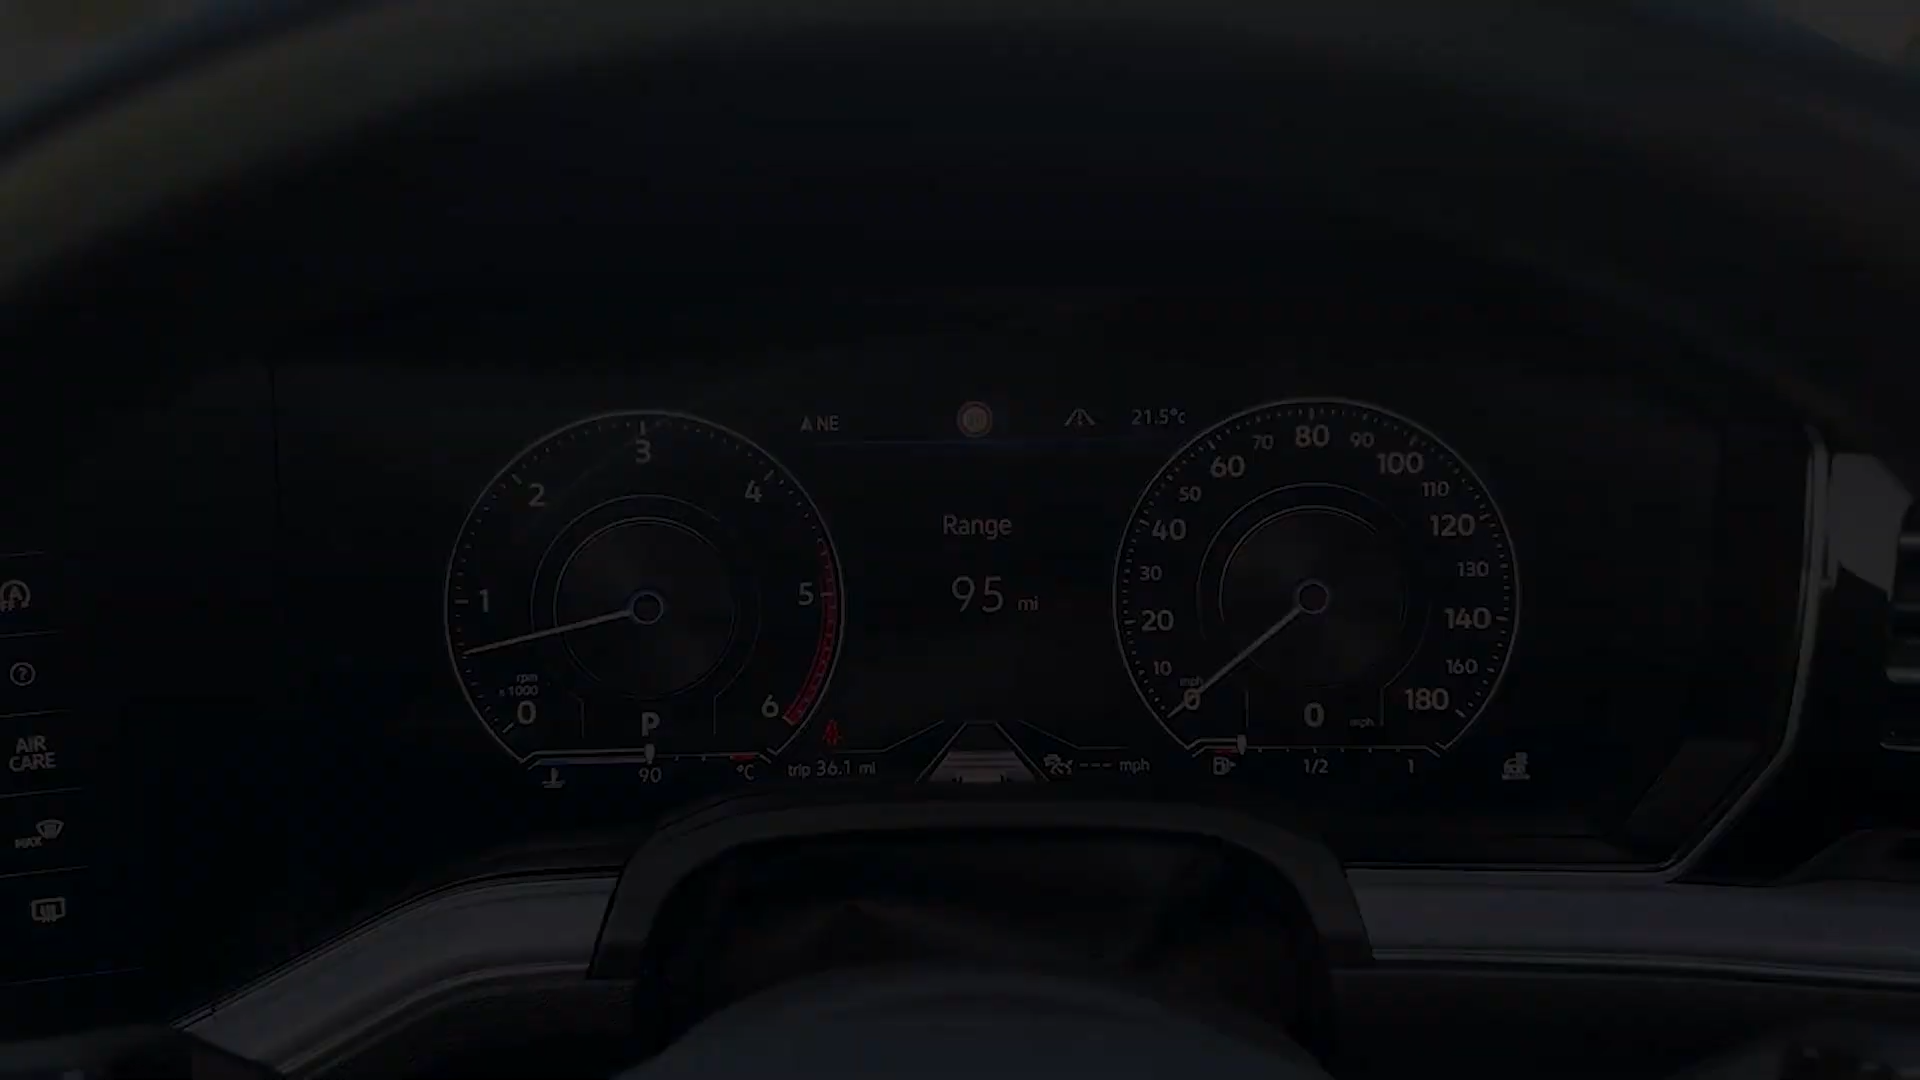 A NE
21.5°C
3
2
4
1
5
rpm
x 1000
0
6
P
90
°C
Range
95 mi
trip 36.1 mi
--- mph
80
70
90
60
100
50
110
40
120
30
130
20
140
10
160
mph
0
180
0 mph
1/2
1
AIR
CARE
MAX